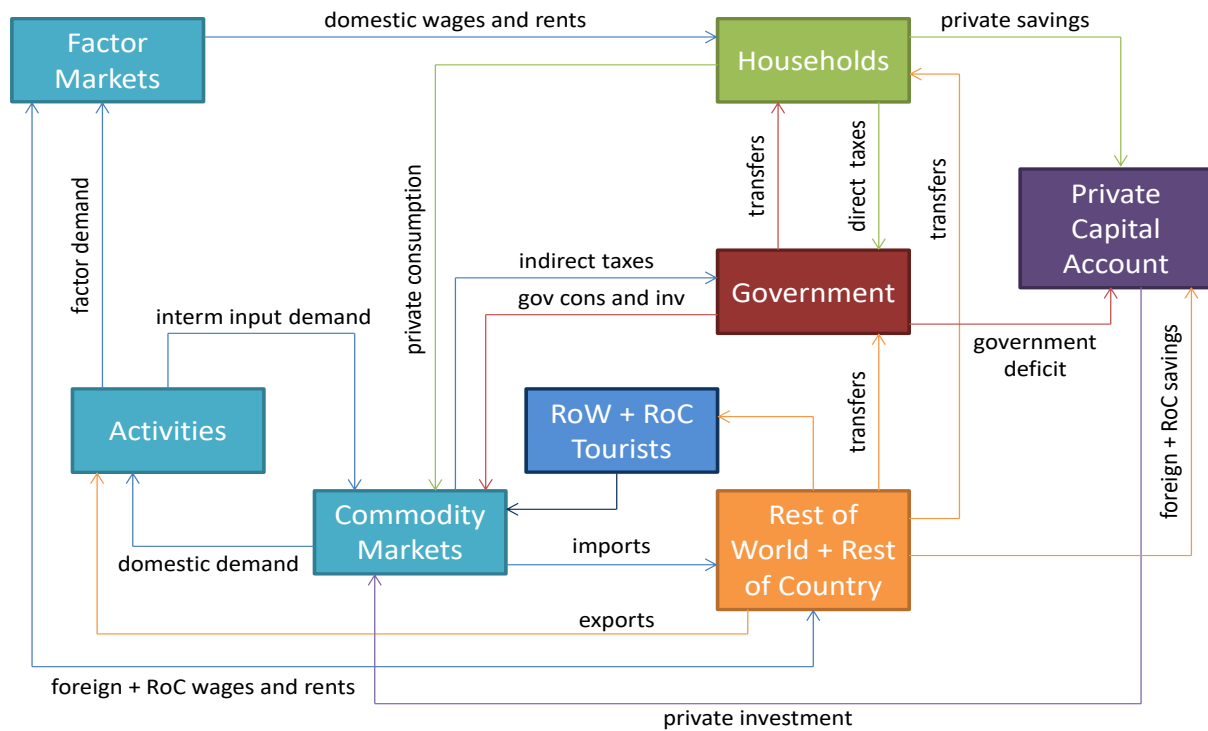 domestic wages and rents
private savings
Factor
Markets
Households
factor demand
private consumption
transfers
direct taxes
transfers
Private
Capital
Account
indirect taxes
gov cons and inv
Government
interm input demand
government
deficit
foreign + RoC savings
Activities
RoW + RoC
Tourists
transfers
Commodity
Markets
Rest of
World + Rest
of Country
imports
domestic demand
exports
foreign + RoC wages and rents
private investment